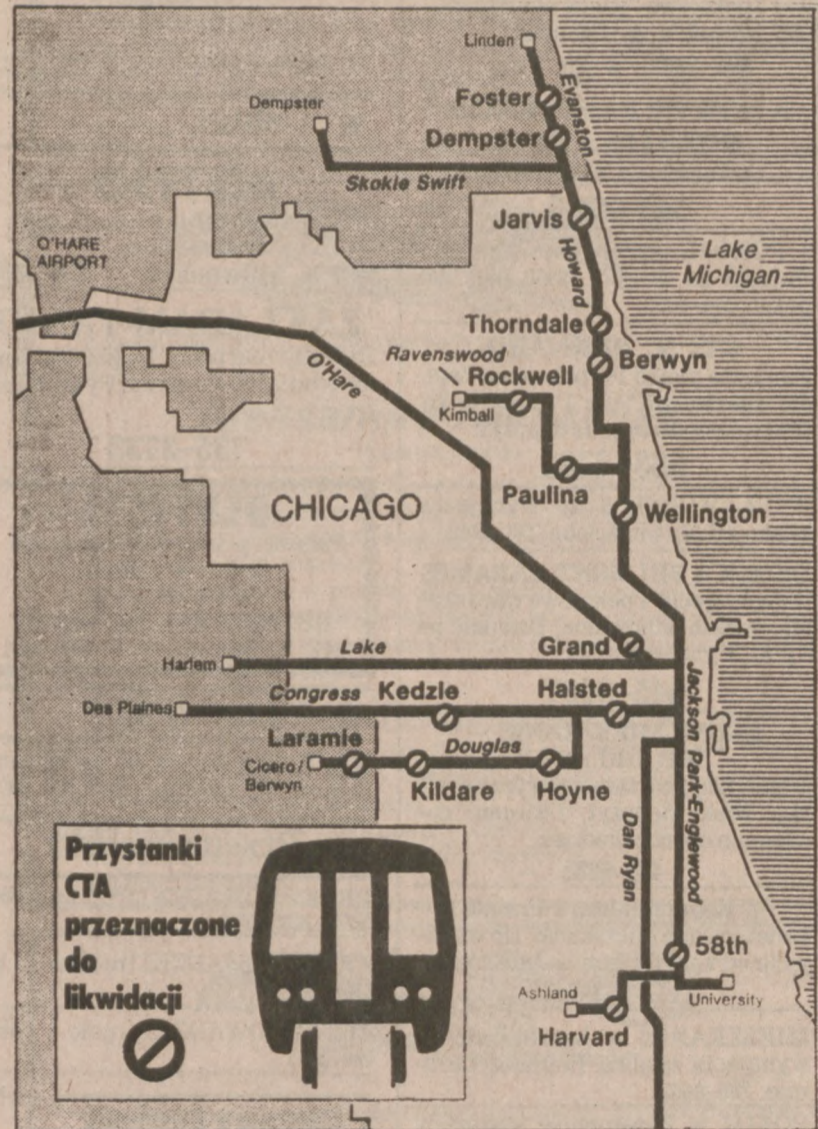 Linden
Evanston
Foster
Dempster
Dempster
Skokie Swift
Jarvis
Howard
O'HARE
AIRPORT
Lake
Michigan
Thorndale
Berwyn
Ravenswood
Rockwell
Kimball
O'Hare
Paulina
CHICAGO
Wellington
Grand
Lake
Harlem
Congress
Kedzie
Halsted
Des Plaines
Jackson Park-Englewood
Laramie
Douglas
Cicero/
Berwyn
Kildare
Hoyne
Dan Ryan
Przystanki
CTA
przeznaczone
do
likwidacji
58th
Ashland
University
Harvard